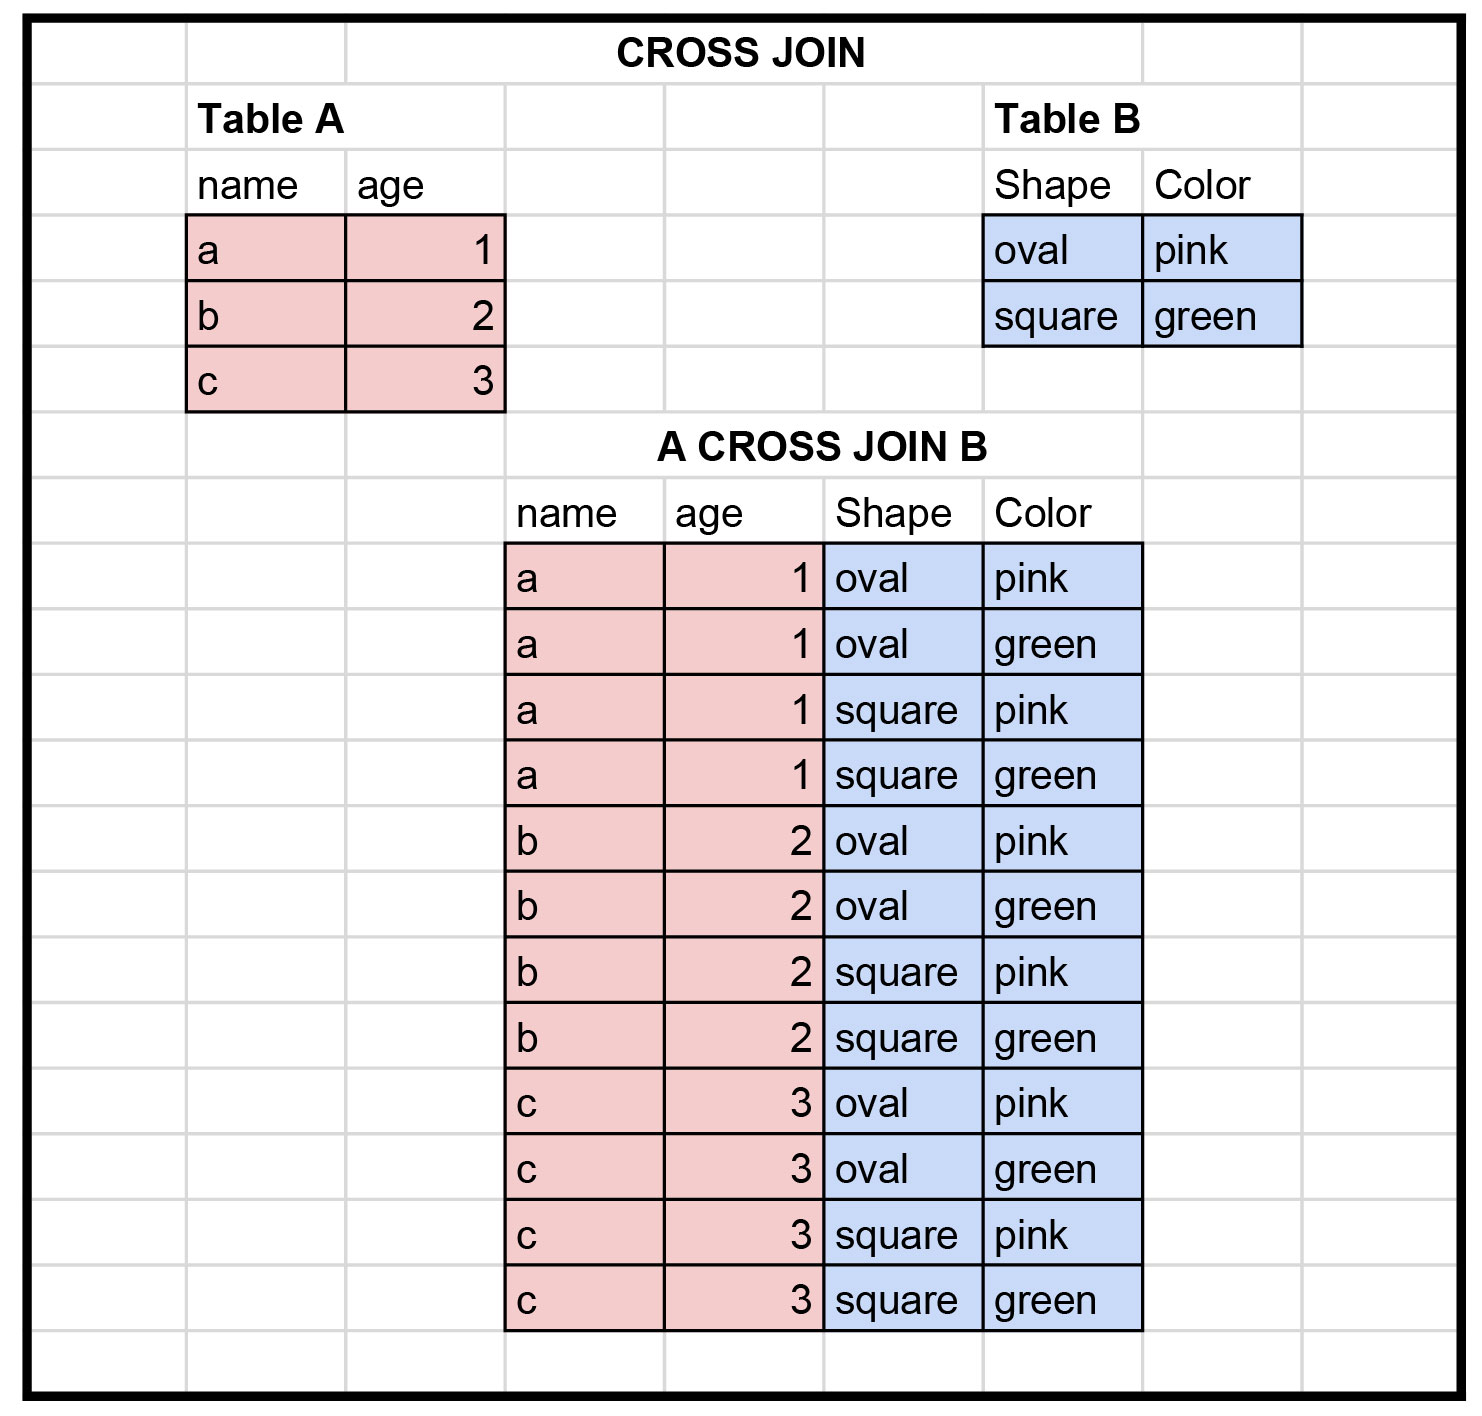 CROSS JOIN
Table A Table B
name age Shape Color
a 1 oval pink
b 2 square green
c 3
A CROSS JOIN B
name age Shape Color
a 1 oval pink
a 1 oval green
a 1 square pink
a 1 square green
b 2 oval pink
b 2 oval green
b 2 square pink
b 2 square green
c 3 oval pink
c 3 oval green
c 3 square pink
c 3 square green